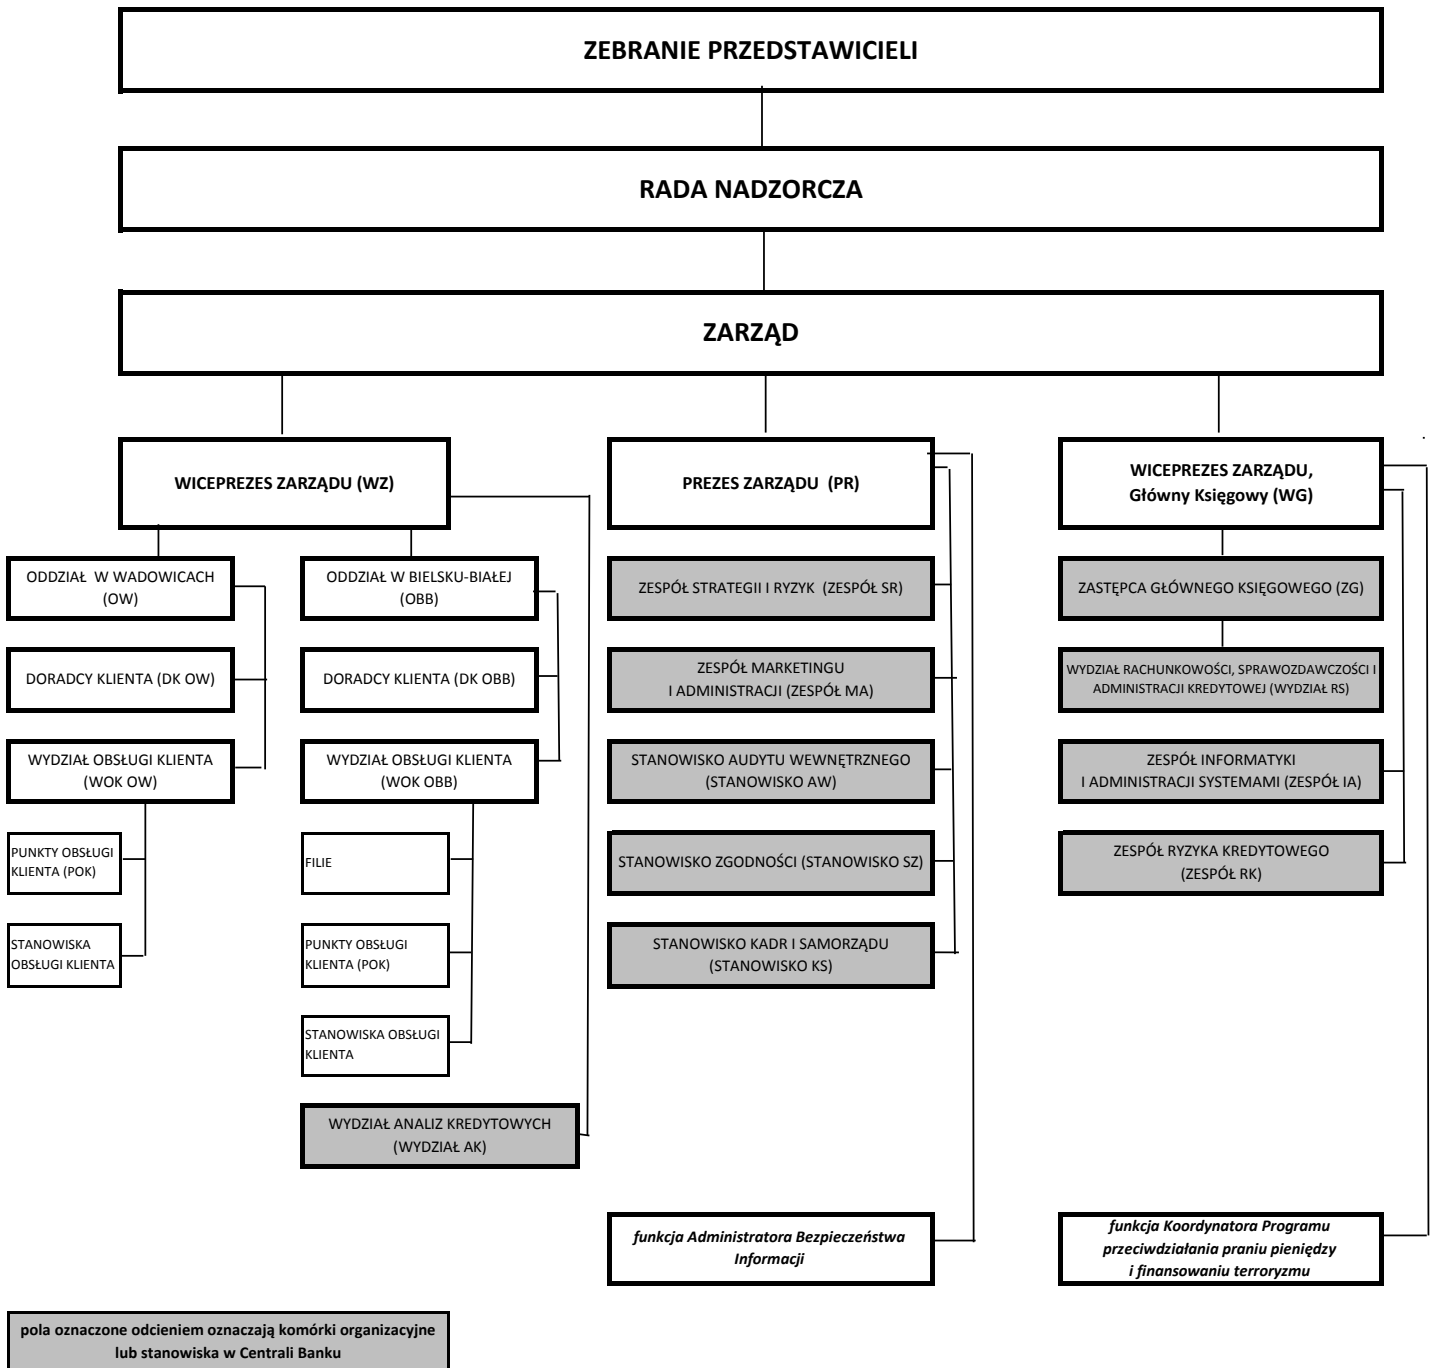 ZEBRANIE PRZEDSTAWICIELI
RADA NADZORCZA
ZARZĄD
WICEPREZES ZARZĄDU (WZ)
PREZES ZARZĄDU (PR)
WICEPREZES ZARZĄDU,
Główny Księgowy (WG)
ODDZIAŁ W WADOWICACH
(OW)
ODDZIAŁ W BIELSKU-BIAŁEJ
(OBB)
ZESPÓŁ STRATEGII I RYZYK (ZESPÓŁ SR)
ZASTĘPCA GŁÓWNEGO KSIĘGOWEGO (ZG)
DORADCY KLIENTA (DK OW)
DORADCY KLIENTA (DK OBB)
ZESPÓŁ MARKETINGU
I ADMINISTRACJI (ZESPÓŁ MA)
WYDZIAŁ RACHUNKOWOŚCI, SPRAWOZDAWCZOŚCI I
ADMINISTRACJI KREDYTOWEJ (WYDZIAŁ RS)
WYDZIAŁ OBSŁUGI KLIENTA
(WOK OW)
WYDZIAŁ OBSŁUGI KLIENTA
(WOK OBB)
STANOWISKO AUDYTU WEWNĘTRZNEGO
(STANOWISKO AW)
ZESPÓŁ INFORMATYKI
I ADMINISTRACJI SYSTEMAMI (ZESPÓŁ IA)
PUNKTY OBSŁUGI
KLIENTA (POK)
FILIE
STANOWISKO ZGODNOŚCI (STANOWISKO SZ)
ZESPÓŁ RYZYKA KREDYTOWEGO
(ZESPÓŁ RK)
STANOWISKA
OBSŁUGI KLIENTA
PUNKTY OBSŁUGI
KLIENTA (POK)
STANOWISKO KADR I SAMORZĄDU
(STANOWISKO KS)
STANOWISKA OBSŁUGI
KLIENTA
WYDZIAŁ ANALIZ KREDYTOWYCH
(WYDZIAŁ AK)
funkcja Administratora Bezpieczeństwa
Informacji
funkcja Koordynatora Programu
przeciwdziałania praniu pieniędzy
i finansowaniu terroryzmu
pola oznaczone odcieniem oznaczają komórki organizacyjne
lub stanowiska w Centrali Banku